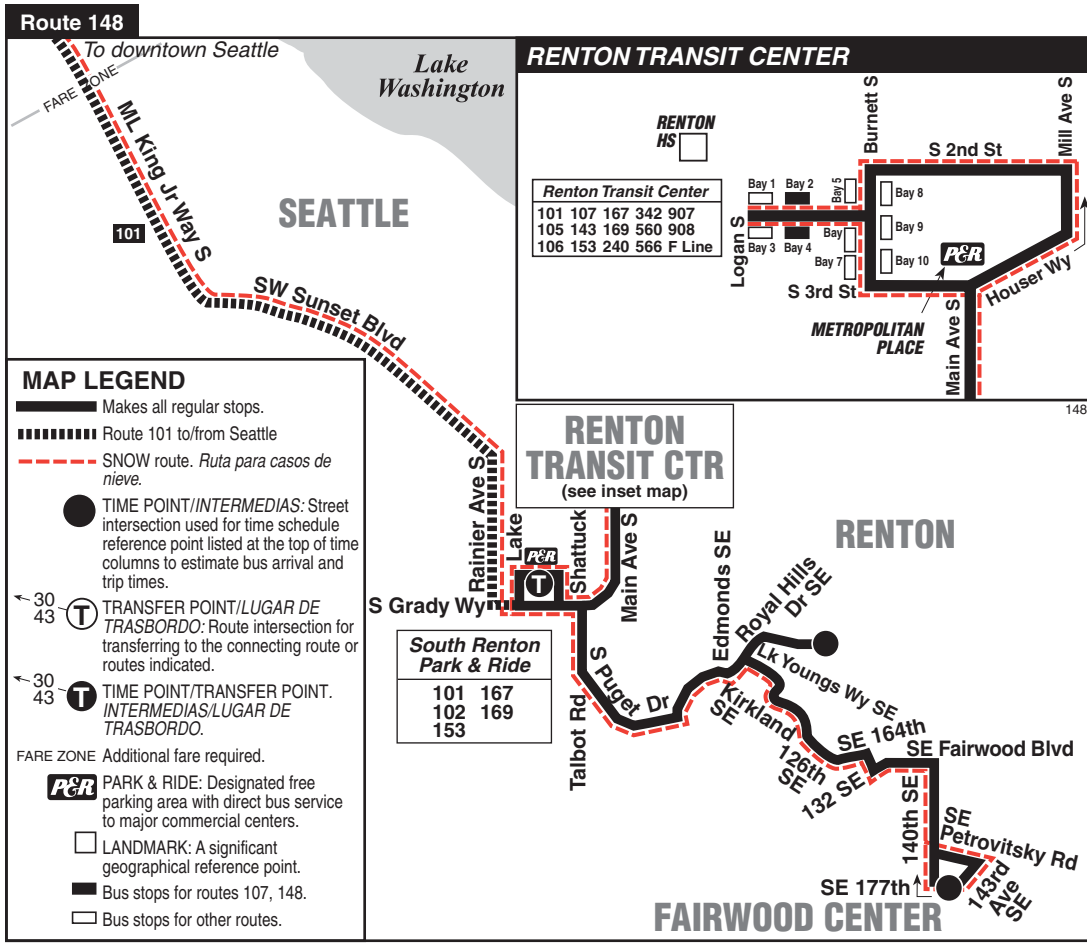 Route 148
To downtown Seattle
FARE ZONE
Lake
Washington
ML King Jr Way S
SEATTLE
101
SW Sunset Blvd
RENTON TRANSIT CENTER
RENTON
HS
Burnett S
Mill Ave S
S 2nd St
Renton Transit Center
101 107 167 342 907
105 143 169 560 908
106 153 240 566 F Line
Bay 1
Bay 2
Bay 5
Bay 8
Logan S
Bay 3
Bay 4
Bay
Bay 9
Bay 7
Bay 10
P&R
S 3rd St
Houser Wy
METROPOLITAN
PLACE
Main Ave S
148
MAP LEGEND
Makes all regular stops.
Route 101 to/from Seattle
SNOW route. Ruta para casos de
nieve.
TIME POINT/INTERMEDIAS: Street
intersection used for time schedule
reference point listed at the top of time
columns to estimate bus arrival and
trip times.
30
43
T
TRANSFER POINT/LUGAR DE
TRASBORDO: Route intersection for
transferring to the connecting route or
routes indicated.
30
43
T
TIME POINT/TRANSFER POINT.
INTERMEDIAS/LUGAR DE
TRASBORDO.
FARE ZONE Additional fare required.
P&R
PARK & RIDE: Designated free
parking area with direct bus service
to major commercial centers.
LANDMARK: A significant
geographical reference point.
Bus stops for routes 107, 148.
Bus stops for other routes.
RENTON
TRANSIT CTR
(see inset map)
Rainier Ave S
Lake
P&R
T
Shattuck
Main Ave S
S Grady Wy
RENTON
South Renton
Park & Ride
101 167
102 169
153
Talbot Rd
S Puget Dr
Edmonds SE
Royal Hills
Dr SE
Lk Youngs Wy SE
Kirkland
SE
126th
SE
SE 164th
132 SE
SE Fairwood Blvd
140th SE
SE
Petrovitsky Rd
143rd
Ave
SE
SE 177th
FAIRWOOD CENTER